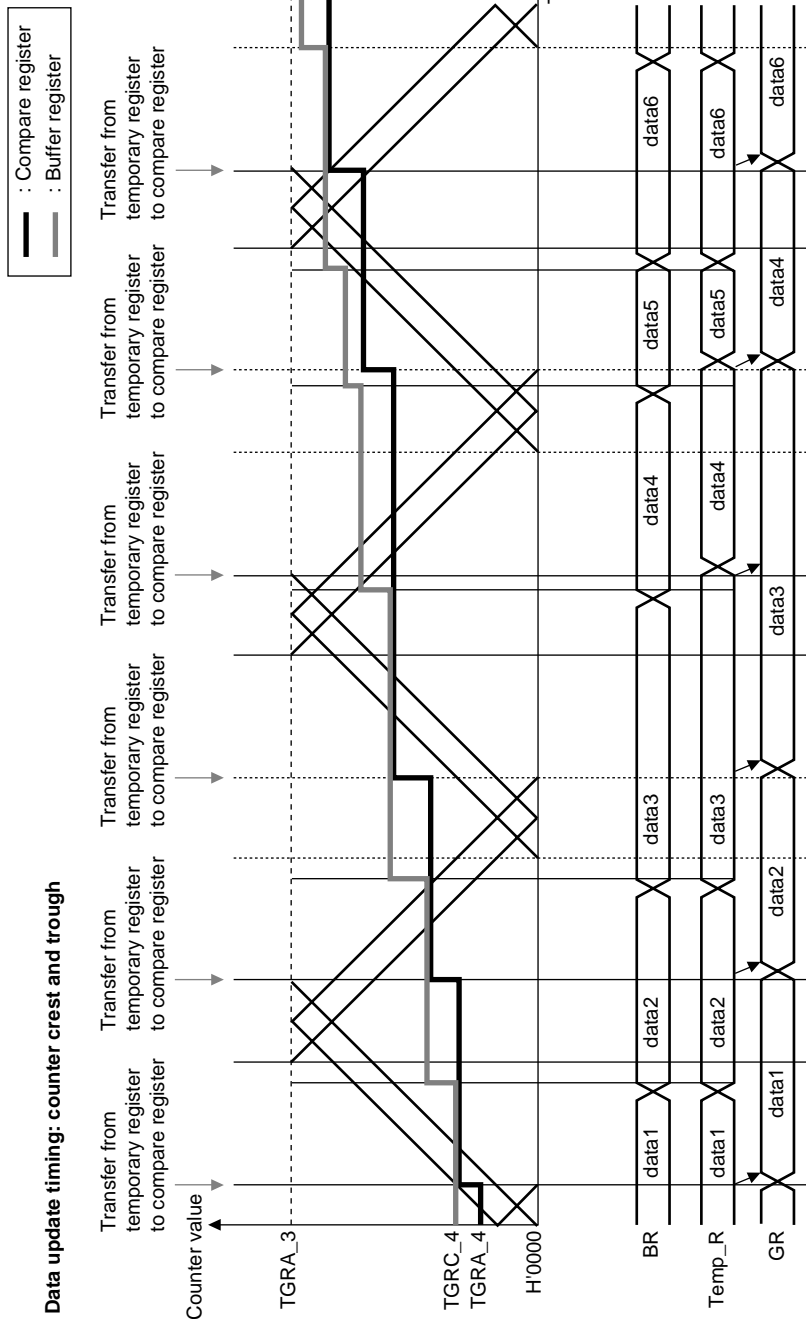 Data update timing: counter crest and trough
: Compare register
: Buffer register
Transfer from
temporary register
to compare register
Transfer from
temporary register
to compare register
Transfer from
temporary register
to compare register
Transfer from
temporary register
to compare register
Transfer from
temporary register
to compare register
Transfer from
temporary register
to compare register
Counter value
TGRA_3
TGRC_4
TGRA_4
H'0000
BR
data1
data2
data3
data4
data5
data6
Temp_R
data1
data2
data3
data4
data5
data6
GR
data1
data2
data3
data4
data6